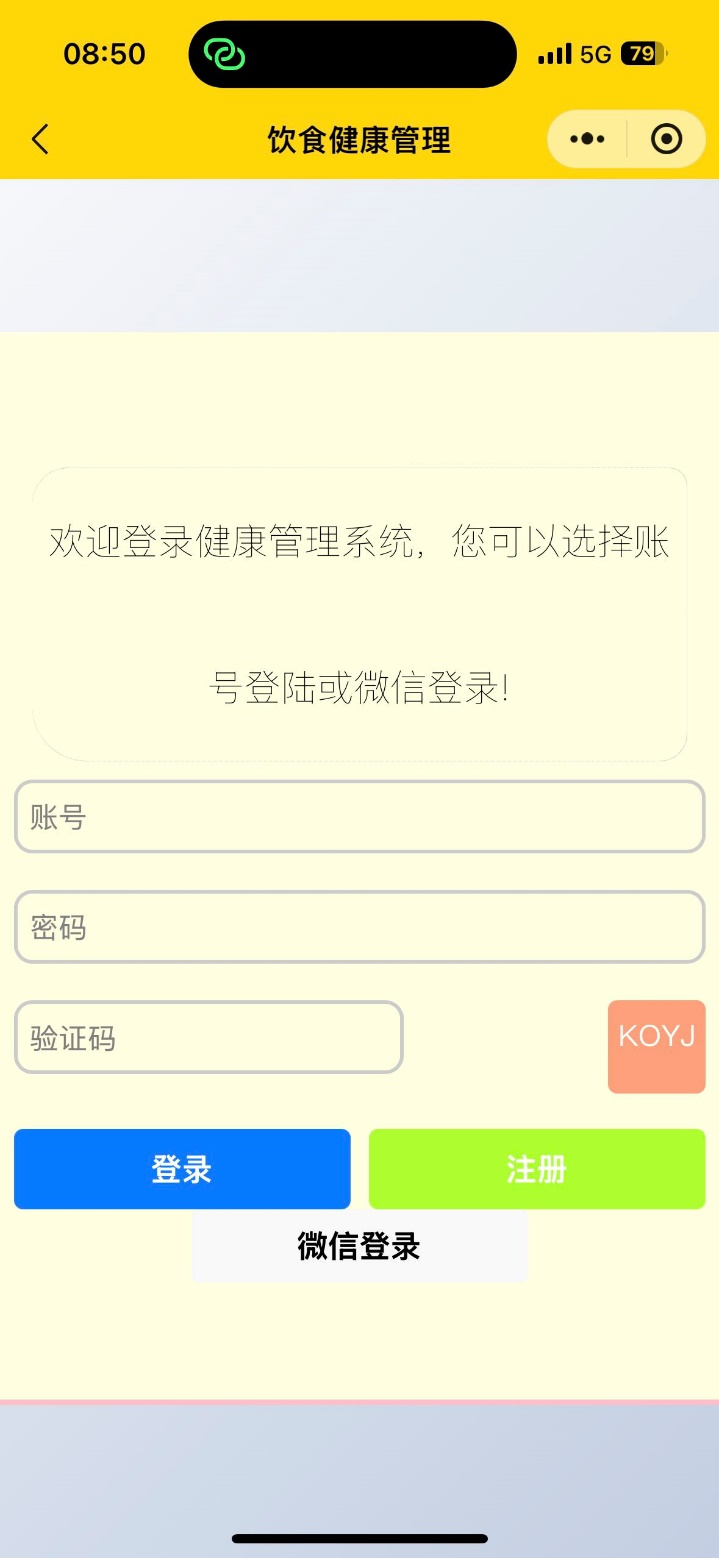 08:50
5G
79
饮食健康管理
欢迎登录健康管理系统，您可以选择账
号登陆或微信登录!
账号
密码
验证码
KOYJ
登录
注册
微信登录